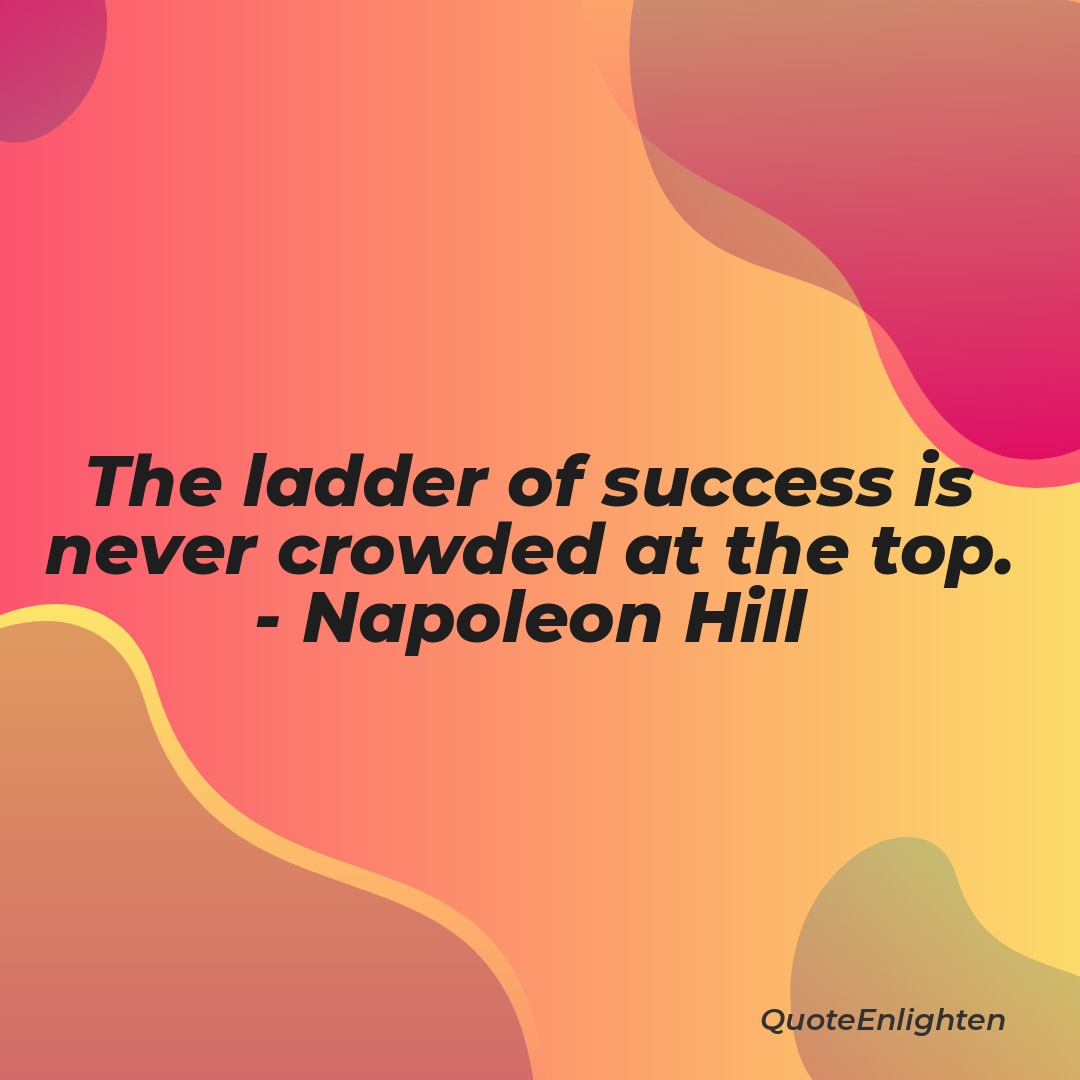 The ladder of success is
never crowded at the top.
- Napoleon Hill
QuoteEnlighten